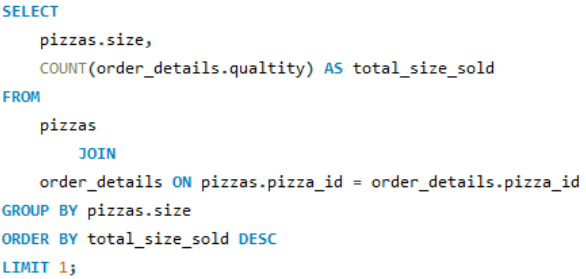 SELECT
pizzas.size,
COUNT(order_details.qualtity) AS total_size_sold
FROM
pizzas
JOIN
order_details ON pizzas.pizza_id = order_details.pizza_id
GROUP BY pizzas.size
ORDER BY total_size_sold DESC
LIMIT 1;